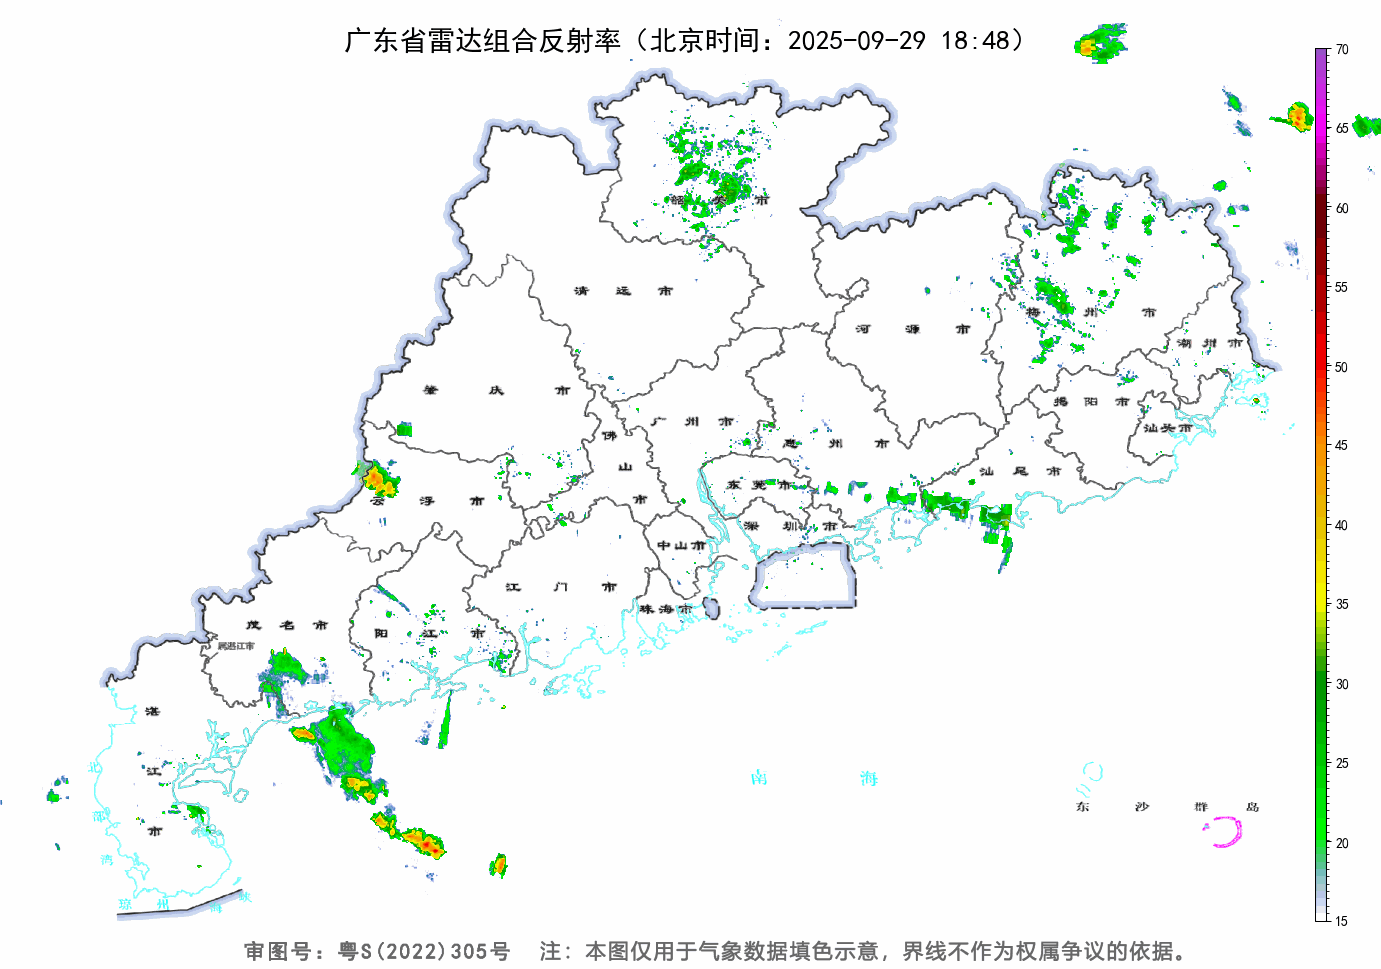 广东省雷达组合反射率（北京时间：2025-09-29 18:48）
70
65
60
55
50
45
40
35
30
25
20
15
韶关市
清远市
河源市
梅州市
潮州市
肇庆市
广州市
佛山市
惠州市
揭阳市
汕头市
汕尾市
云浮市
东莞市
深圳市
中山市
江门市
珠海市
茂名市
属湛江市
阳江市
湛江市
北部湾
琼州海峡
南海
东沙群岛
审图号：粤S(2022)305号 注：本图仅用于气象数据填色示意，界线不作为权属争议的依据。